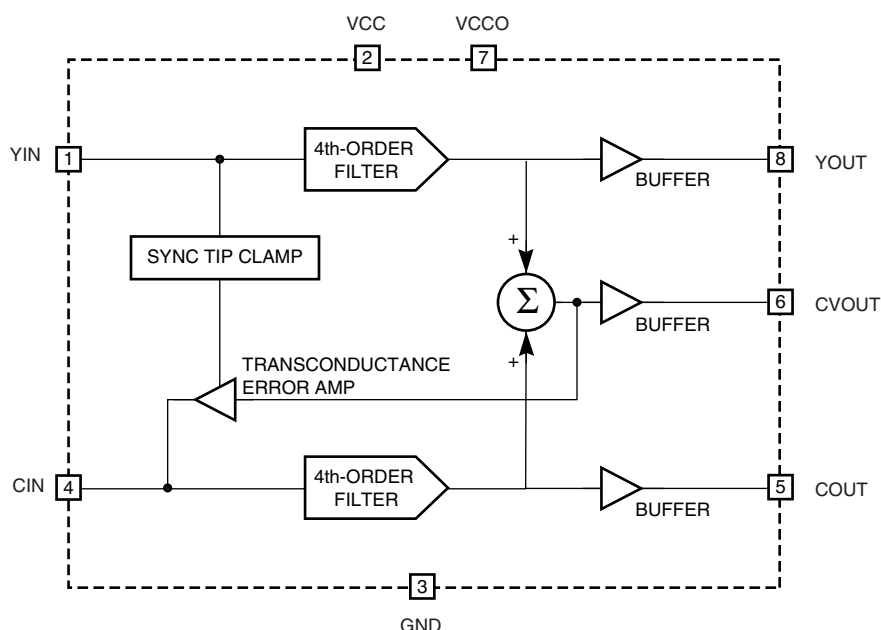 VCC
VCCO
2
7
YIN
1
4th-ORDER
FILTER
BUFFER
8
YOUT
SYNC TIP CLAMP
+
Σ
BUFFER
6
CVOUT
+
TRANSCONDUCTANCE
ERROR AMP
CIN
4
4th-ORDER
FILTER
BUFFER
5
COUT
3
GND